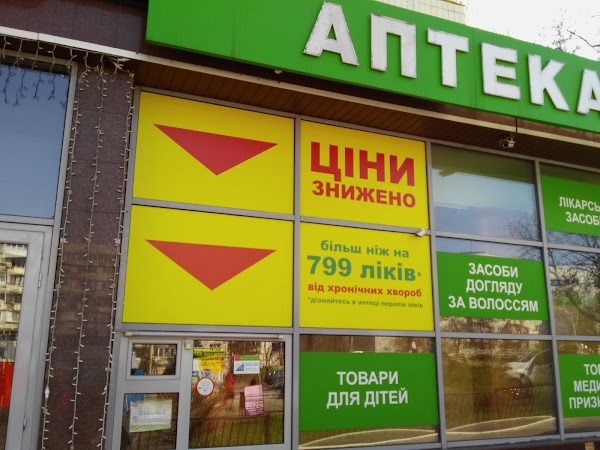 АПТЕКА
ЦІНИ
ЗНИЖЕНО
більш ніж на
799 ліків*
від хронічних хвороб
*дізнайтесь в аптеці перелік ліків
ЗАСОБИ
ДОГЛЯДУ
ЗА ВОЛОССЯМ
ТОВАРИ
ДЛЯ ДІТЕЙ